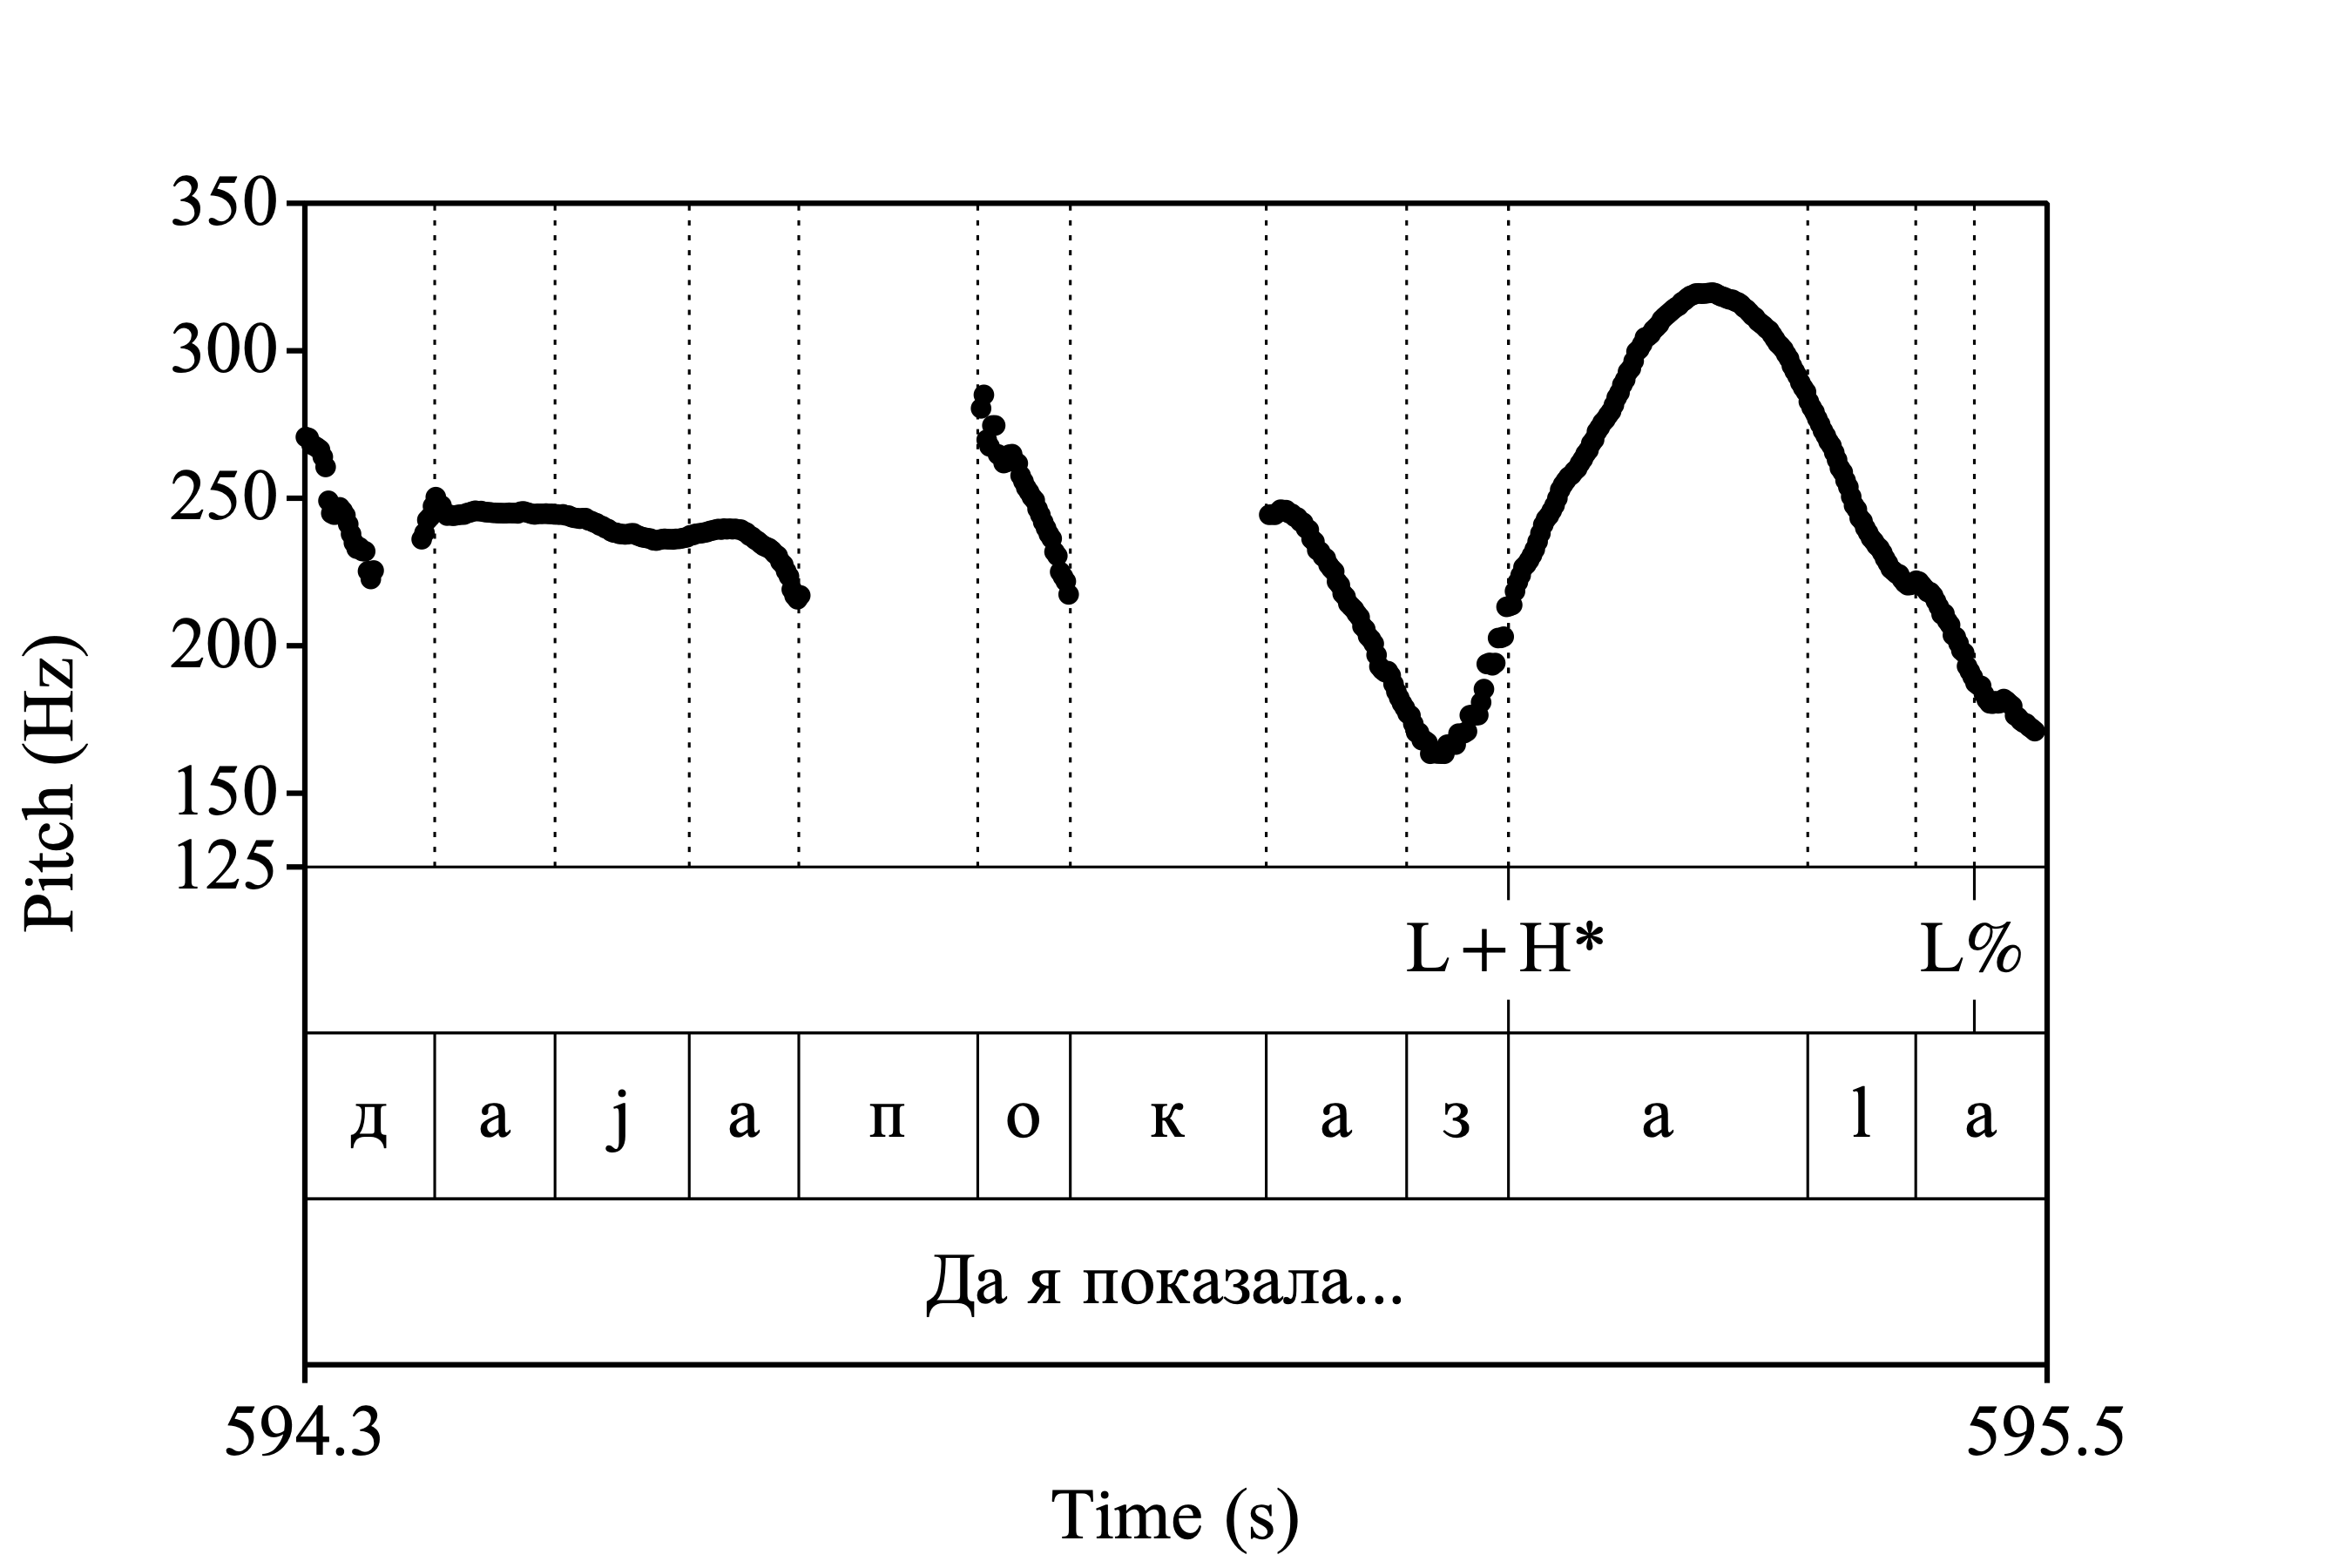 350
300
250
200
150
125
Pitch (Hz)
L+H* L%
д а j а п о к а з а l а
Да я показала...
594.3 595.5
Time (s)